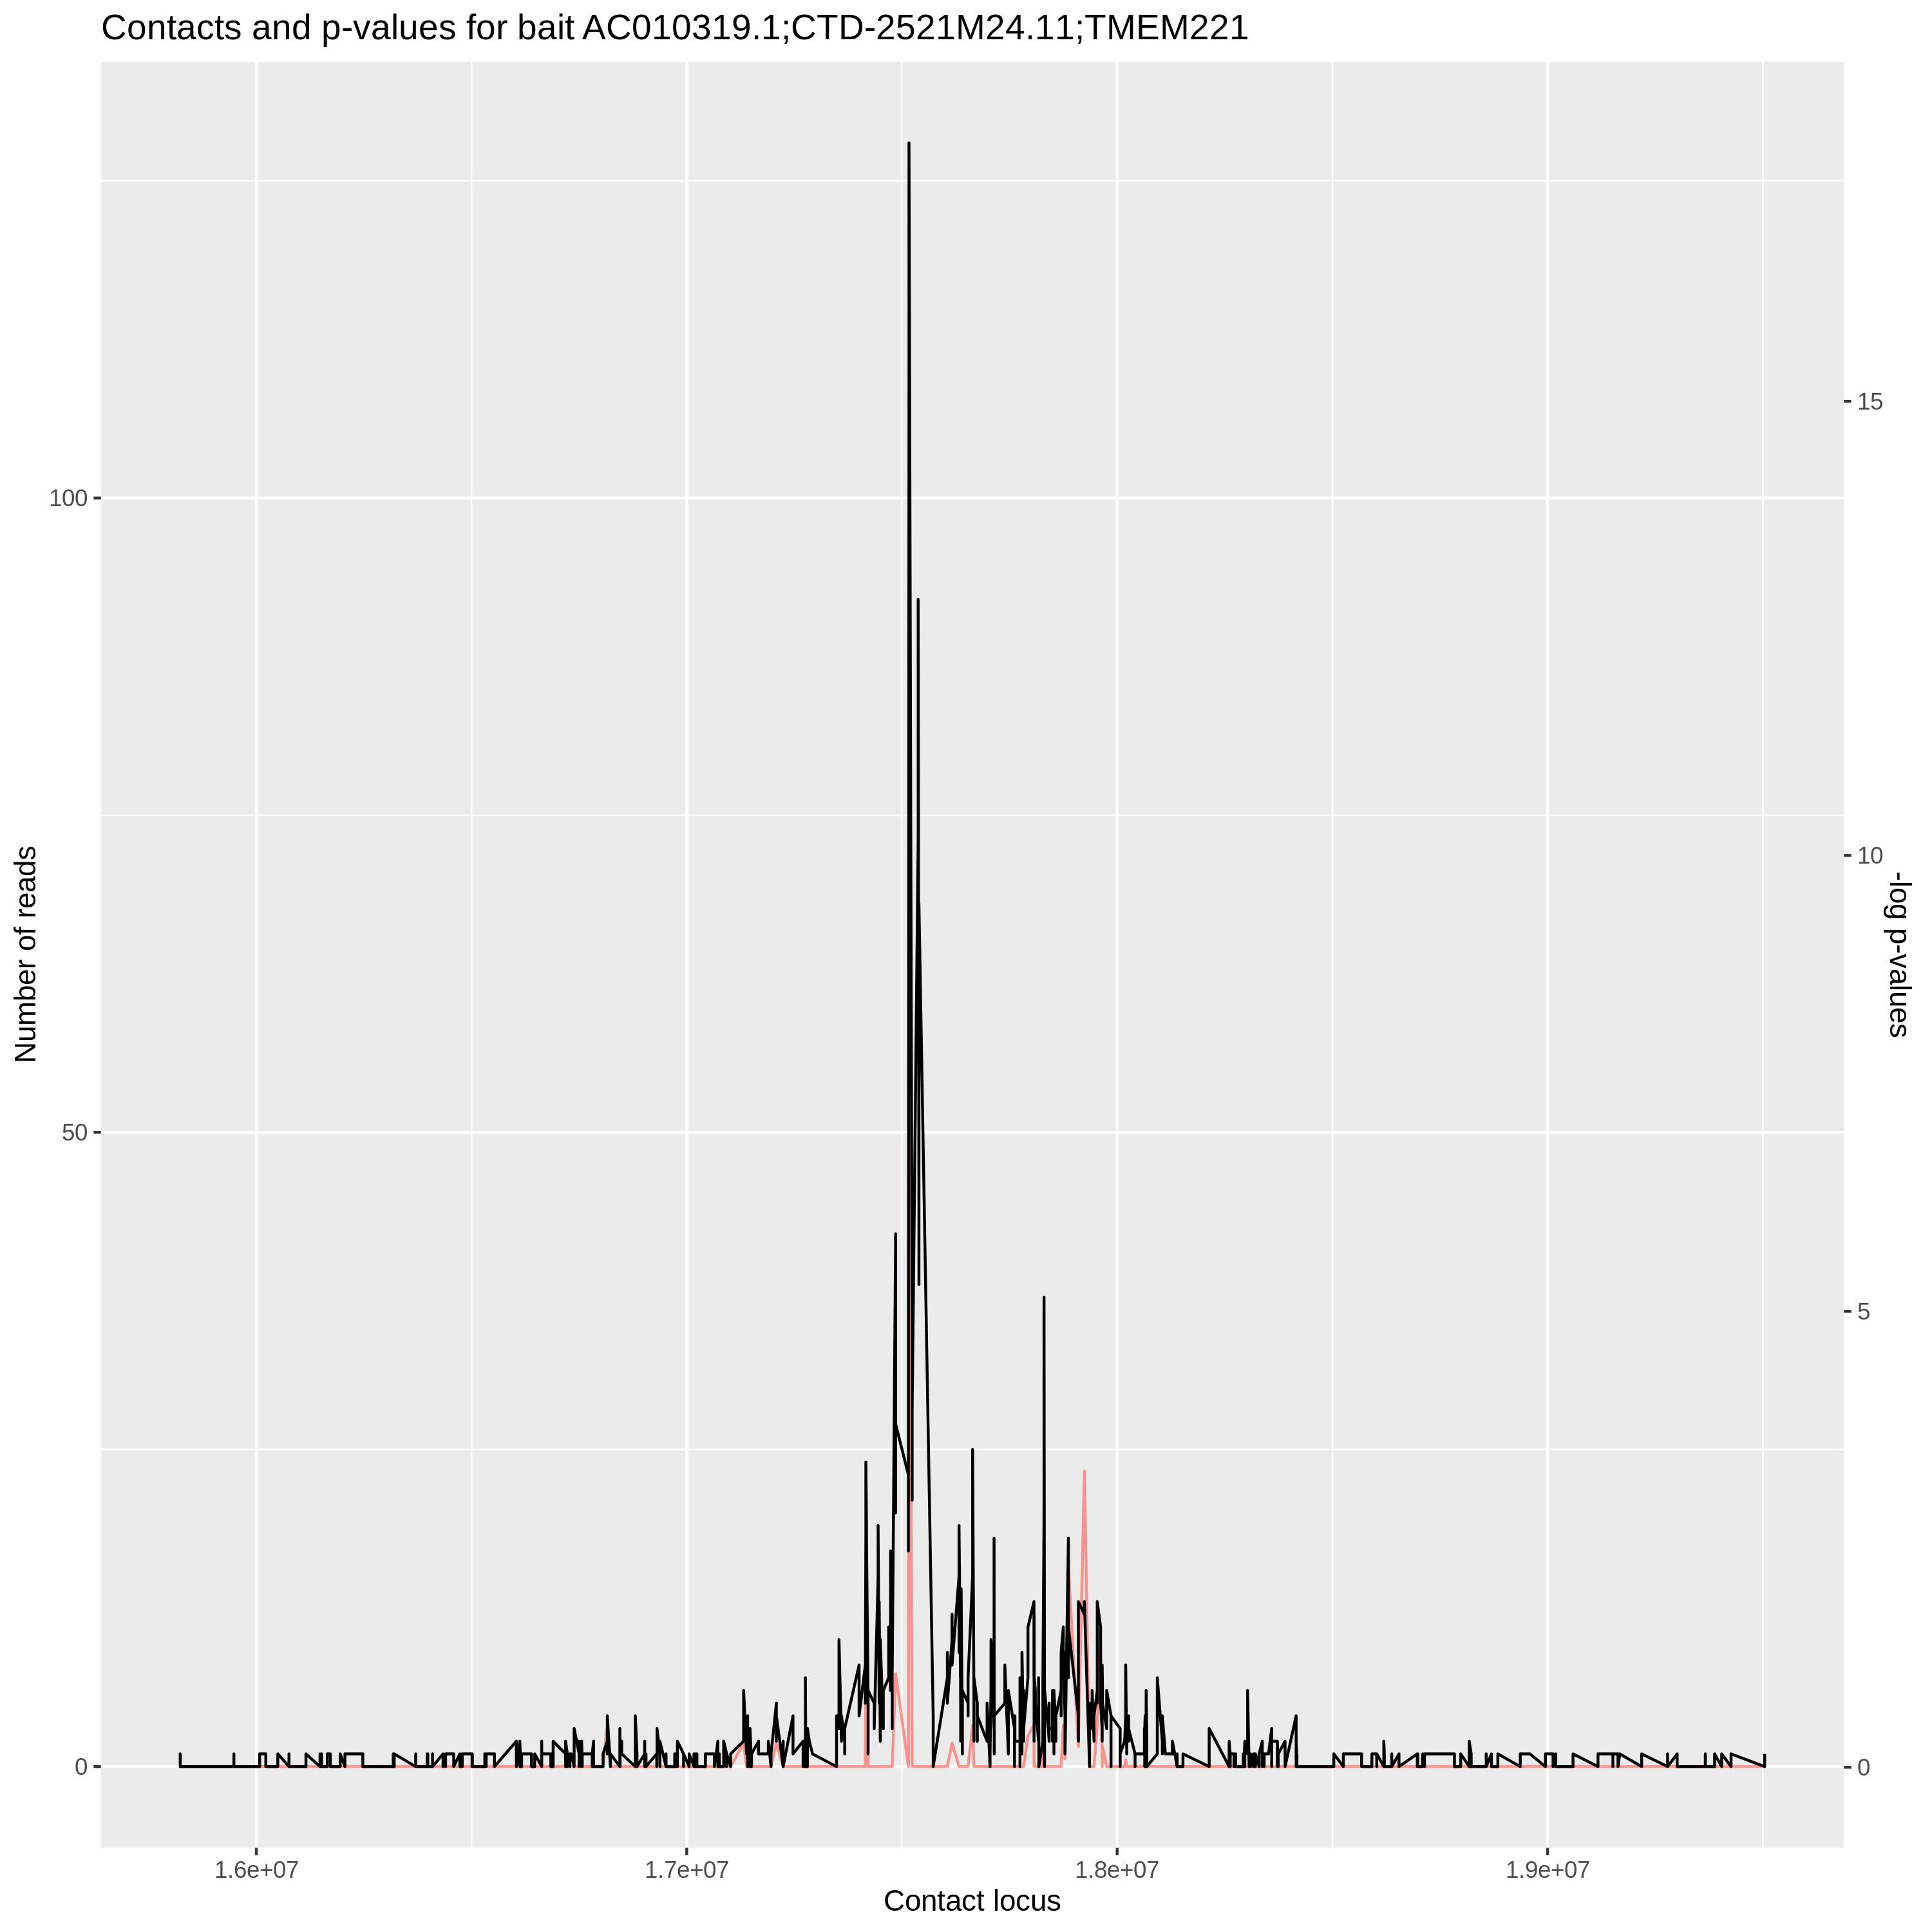 Contacts and p-values for bait AC010319.1;CTD-2521M24.11;TMEM221
Number of reads
100
50
0
15
10
5
0
-log p-values
1.6e+07
1.7e+07
1.8e+07
1.9e+07
Contact locus